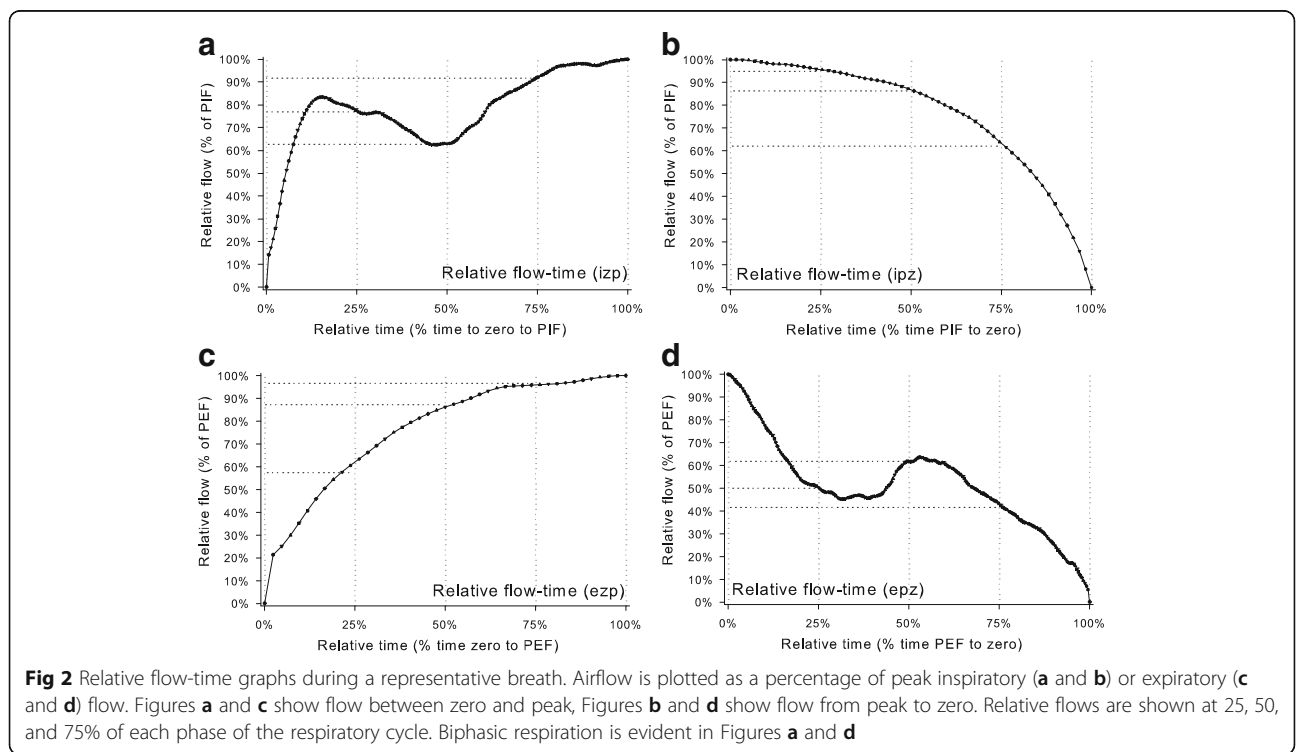 a
100%
90%
80%
70%
60%
50%
40%
30%
20%
10%
0%
Relative flow (% of PIF)
Relative flow-time (izp)
0% 25% 50% 75% 100%
Relative time (% time to zero to PIF)
b
100%
90%
80%
70%
60%
50%
40%
30%
20%
10%
0%
Relative flow (% of PIF)
Relative flow-time (ipz)
0% 25% 50% 75% 100%
Relative time (% time PIF to zero)
c
100%
90%
80%
70%
60%
50%
40%
30%
20%
10%
0%
Relative flow (% of PEF)
Relative flow-time (ezp)
0% 25% 50% 75% 100%
Relative time (% time zero to PEF)
d
100%
90%
80%
70%
60%
50%
40%
30%
20%
10%
0%
Relative flow (% of PEF)
Relative flow-time (epz)
0% 25% 50% 75% 100%
Relative time (% time PEF to zero)
Fig 2 Relative flow-time graphs during a representative breath. Airflow is plotted as a percentage of peak inspiratory (a and b) or expiratory (c
and d) flow. Figures a and c show flow between zero and peak, Figures b and d show flow from peak to zero. Relative flows are shown at 25, 50,
and 75% of each phase of the respiratory cycle. Biphasic respiration is evident in Figures a and d